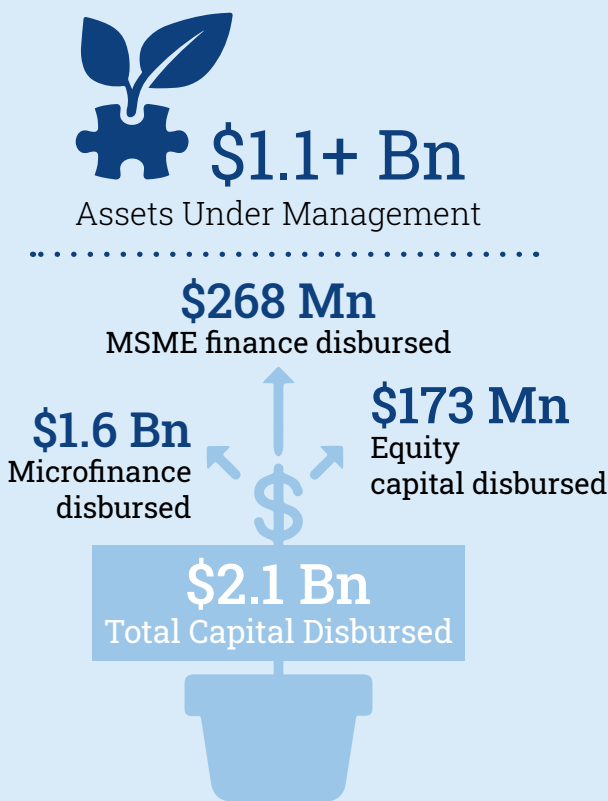 $1.1+ Bn
Assets Under Management
$268 Mn
MSME finance disbursed
$1.6 Bn
Microfinance
disbursed
$173 Mn
Equity
capital disbursed
$
$2.1 Bn
Total Capital Disbursed